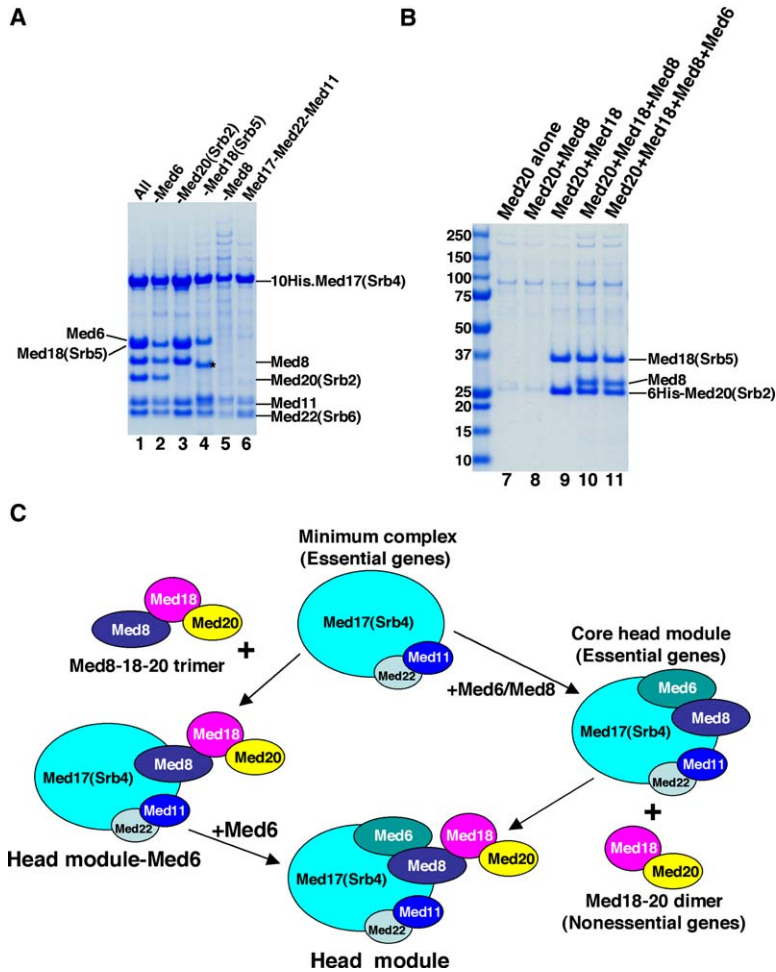 A
All
-Med6
-Med20(Srb2)
-Med18(Srb5)
-Med8
Med17-Med22-Med11
10His.Med17(Srb4)
Med6
Med18(Srb5)
Med8
*
Med20(Srb2)
Med11
Med22(Srb6)
1 2 3 4 5 6
B
Med20 alone
Med20+Med8
Med20+Med18
Med20+Med18+Med8
Med20+Med18+Med8+Med6
250
150
100
75
50
37
25
20
15
10
Med18(Srb5)
Med8
6His-Med20(Srb2)
7 8 9 10 11
C
Med18
Med8
Med20
+
Med8-18-20 trimer
Minimum complex
(Essential genes)
Med17(Srb4)
Med11
Med22
+Med6/Med8
Core head module
(Essential genes)
Med6
Med8
Med17(Srb4)
Med11
Med22
+
Med18
Med20
Med18-20 dimer
(Nonessential genes)
Med18
Med17(Srb4)
Med8
Med20
Med11
Med22
Head module-Med6
+Med6
Med6
Med18
Med8
Med20
Med17(Srb4)
Med11
Med22
Head module